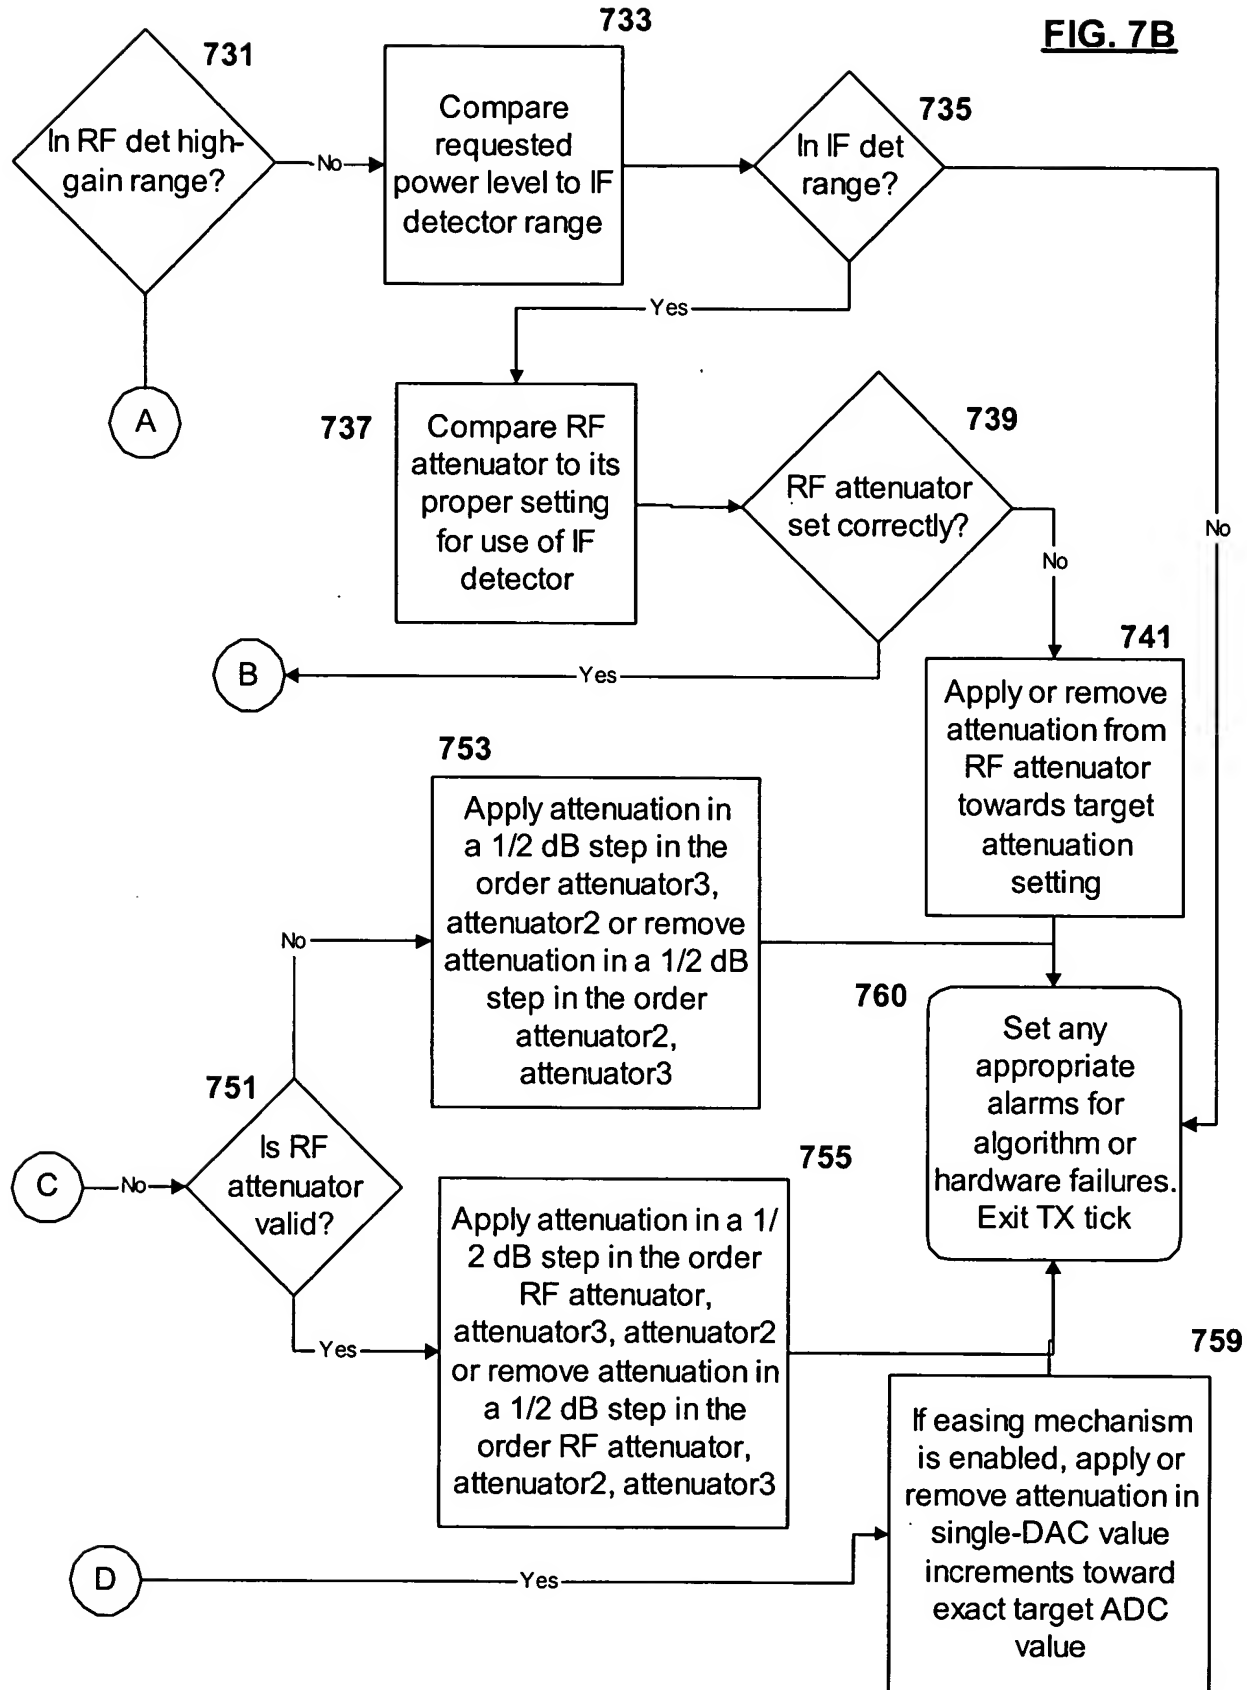 FIG. 7B
731
In RF det high-
gain range?
No
733
Compare
requested
power level to IF
detector range
735
In IF det
range?
No
Yes
A
737
Compare RF
attenuator to its
proper setting
for use of IF
detector
739
RF attenuator
set correctly?
No
Yes
B
741
Apply or remove
attenuation from
RF attenuator
towards target
attenuation
setting
753
Apply attenuation in
a 1/2 dB step in the
order attenuator3,
attenuator2 or remove
attenuation in a 1/2 dB
step in the order
attenuator2,
attenuator3
No
760
Set any
appropriate
alarms for
algorithm or
hardware failures.
Exit TX tick
751
Is RF
attenuator
valid?
C
No
Yes
755
Apply attenuation in a 1/
2 dB step in the order
RF attenuator,
attenuator3, attenuator2
or remove attenuation in
a 1/2 dB step in the
order RF attenuator,
attenuator2, attenuator3
759
If easing mechanism
is enabled, apply or
remove attenuation in
single-DAC value
increments toward
exact target ADC
value
D
Yes